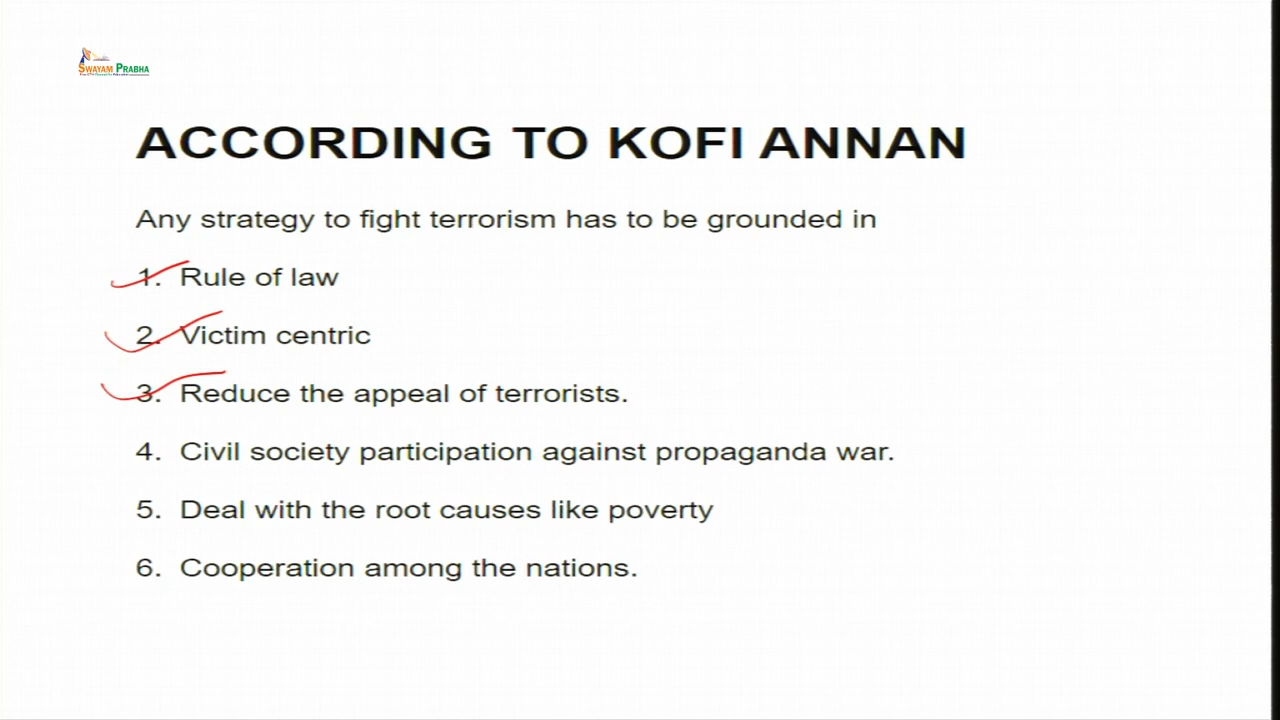 SWAYAM PRABHA
ACCORDING TO KOFI ANNAN
Any strategy to fight terrorism has to be grounded in
1. Rule of law
2. Victim centric
3. Reduce the appeal of terrorists.
4. Civil society participation against propaganda war.
5. Deal with the root causes like poverty
6. Cooperation among the nations.